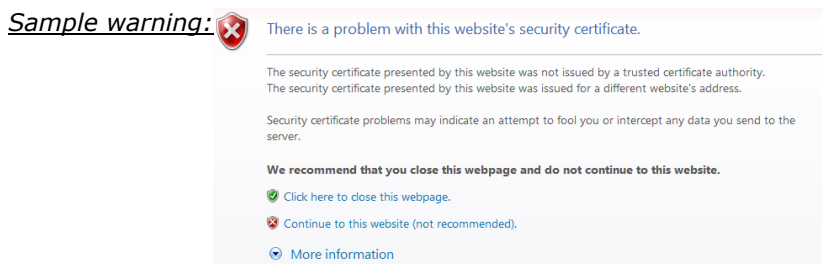 Sample warning:
There is a problem with this website's security certificate.
The security certificate presented by this website was not issued by a trusted certificate authority.
The security certificate presented by this website was issued for a different website's address.
Security certificate problems may indicate an attempt to fool you or intercept any data you send to the
server.
We recommend that you close this webpage and do not continue to this website.
Click here to close this webpage.
Continue to this website (not recommended).
More information